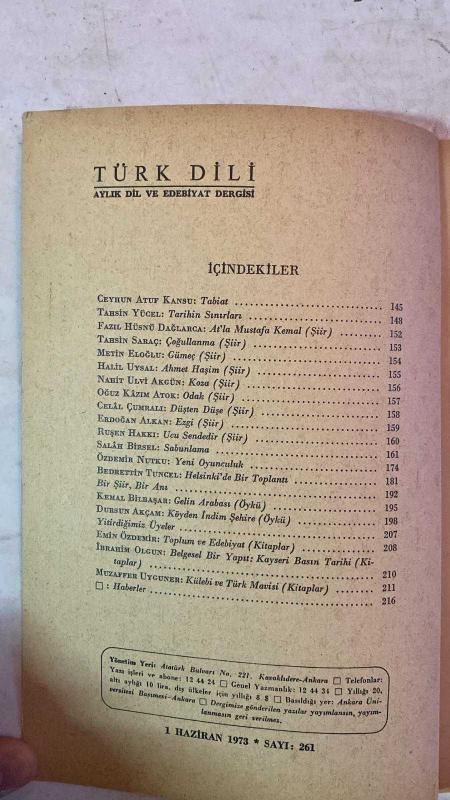 TÜRK DİLİ
AYLIK DİL VE EDEBİYAT DERGİSİ
İÇİNDEKİLER
CEYHUN ATUF KANSU: Tabiat 145
TAHSİN YÜCEL: Tarihin Sınırları 148
FAZIL HÜSNÜ DAĞLARCA: At'la Mustafa Kemal (Şiir) 152
TAHSİN SARAÇ: Çoğullanma (Şiir) 153
METİN ELOĞLU: Gümeç (Şiir) 154
HALİL UYSAL: Ahmet Haşim (Şiir) 155
NAHİT ULVİ AKGÜN: Koza (Şiir) 156
OĞUZ KÂZIM ATOK: Odak (Şiir) 157
CELÂL ÇUMRALI: Düşten Düşe (Şiir) 158
ERDOĞAN ALKAN: Ezgi (Şiir) 159
RUŞEN HAKKI: Ucu Sendedir (Şiir) 160
SALÂH BİRSEL: Sabunlama 161
ÖZDEMİR NUTKU: Yeni Oyunculuk 174
BEDRETTİN TUNCEL: Helsinki'de Bir Toplantı 181
Bir Şiir, Bir Anı 192
KEMAL BİLBAŞAR: Gelin Arabası (Öykü) 195
DURSUN AKÇAM: Köyden İndim Şehire (Öykü) 198
Yitirdiğimiz Üyeler 207
EMİN ÖZDEMİR: Toplum ve Edebiyat (Kitaplar) 208
İBRAHİM OLGUN: Belgesel Bir Yapıt: Kayseri Basın Tarihi (Ki-
taplar) 210
MUZAFFER UYGUNER: Külebi ve Türk Mavisi (Kitaplar) 211
□ : Haberler 216
Yönetim Yeri: Atatürk Bulvarı No. 221. Kavaklıdere-Ankara □ Telefonlar:
Yazı işleri ve abone: 12 44 24 □ Genel Yazmanlık: 12 44 34 □ Yıllığı 20,
altı aylığı 10 lira, dış ülkeler için yıllığı 8 $ □ Basıldığı yer: Ankara Üni-
versitesi Basımevi-Ankara □ Dergimize gönderilen yazılar yayımlansın, yayım-
lanmasın geri verilmez.
1 HAZİRAN 1973 * SAYI: 261